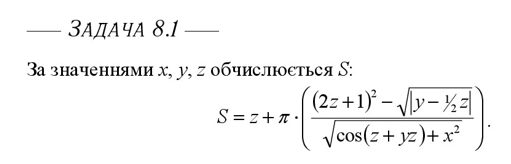 ЗАДАЧА 8.1
За значеннями x, y, z обчислюється S:
S = z + π · ( ((2z+1)² − √|y − ½z|) / √(cos(z + yz) + x²) ).